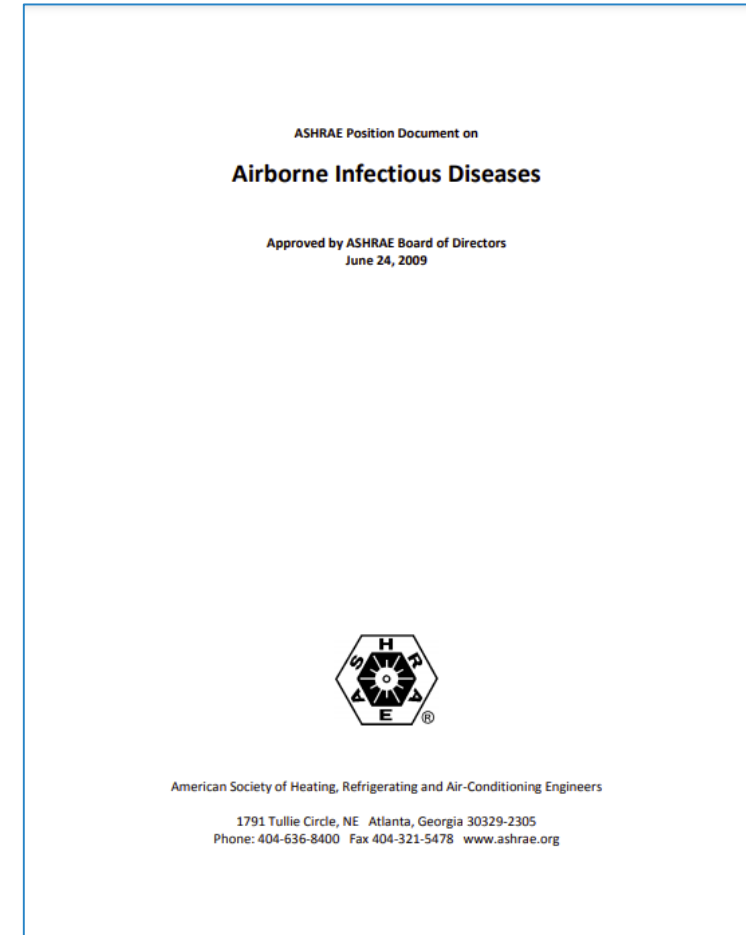 ASHRAE Position Document on
Airborne Infectious Diseases
Approved by ASHRAE Board of Directors
June 24, 2009
ASHRAE ®
American Society of Heating, Refrigerating and Air-Conditioning Engineers
1791 Tullie Circle, NE Atlanta, Georgia 30329-2305
Phone: 404-636-8400 Fax 404-321-5478 www.ashrae.org